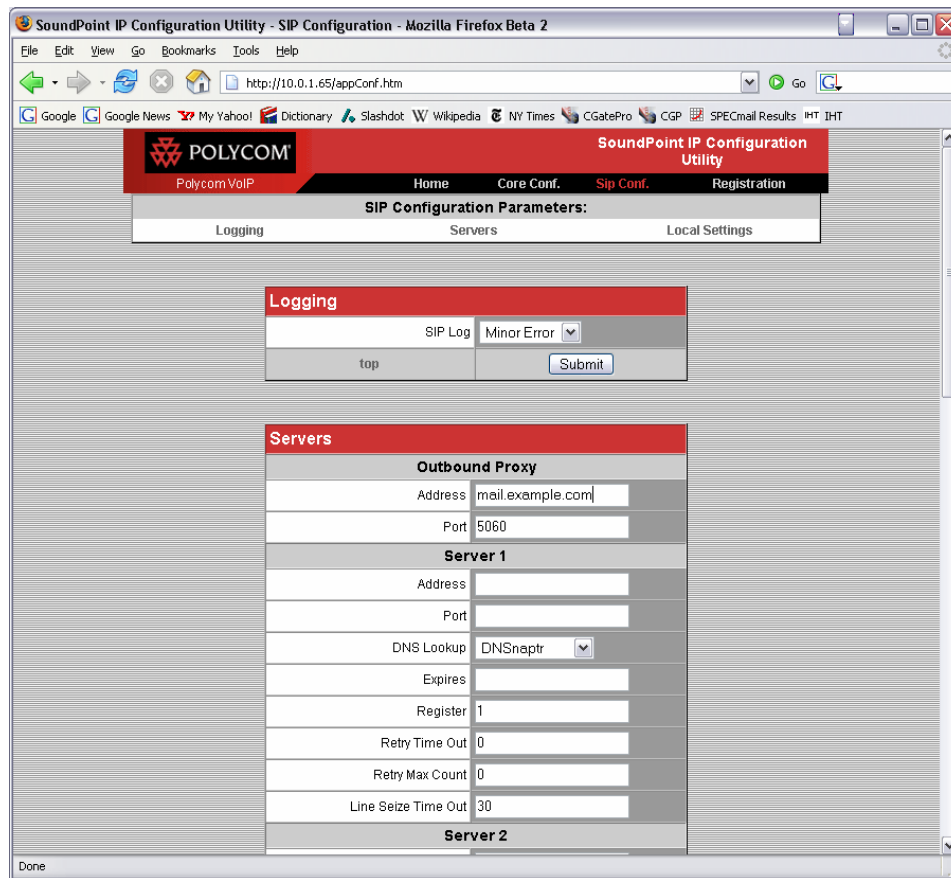 SoundPoint IP Configuration Utility - SIP Configuration - Mozilla Firefox Beta 2
File Edit View Go Bookmarks Tools Help
http://10.0.1.65/appConf.htm Go G
G Google G Google News Y? My Yahoo! Dictionary Slashdot W Wikipedia NY Times CGatePro CGP SPECmail Results IHT IHT
POLYCOM SoundPoint IP Configuration
Utility
Polycom VoIP Home Core Conf. Sip Conf. Registration
SIP Configuration Parameters:
Logging Servers Local Settings
Logging
SIP Log Minor Error
top Submit
Servers
Outbound Proxy
Address mail.example.com
Port 5060
Server 1
Address
Port
DNS Lookup DNSnaptr
Expires
Register 1
Retry Time Out 0
Retry Max Count 0
Line Seize Time Out 30
Server 2
Done